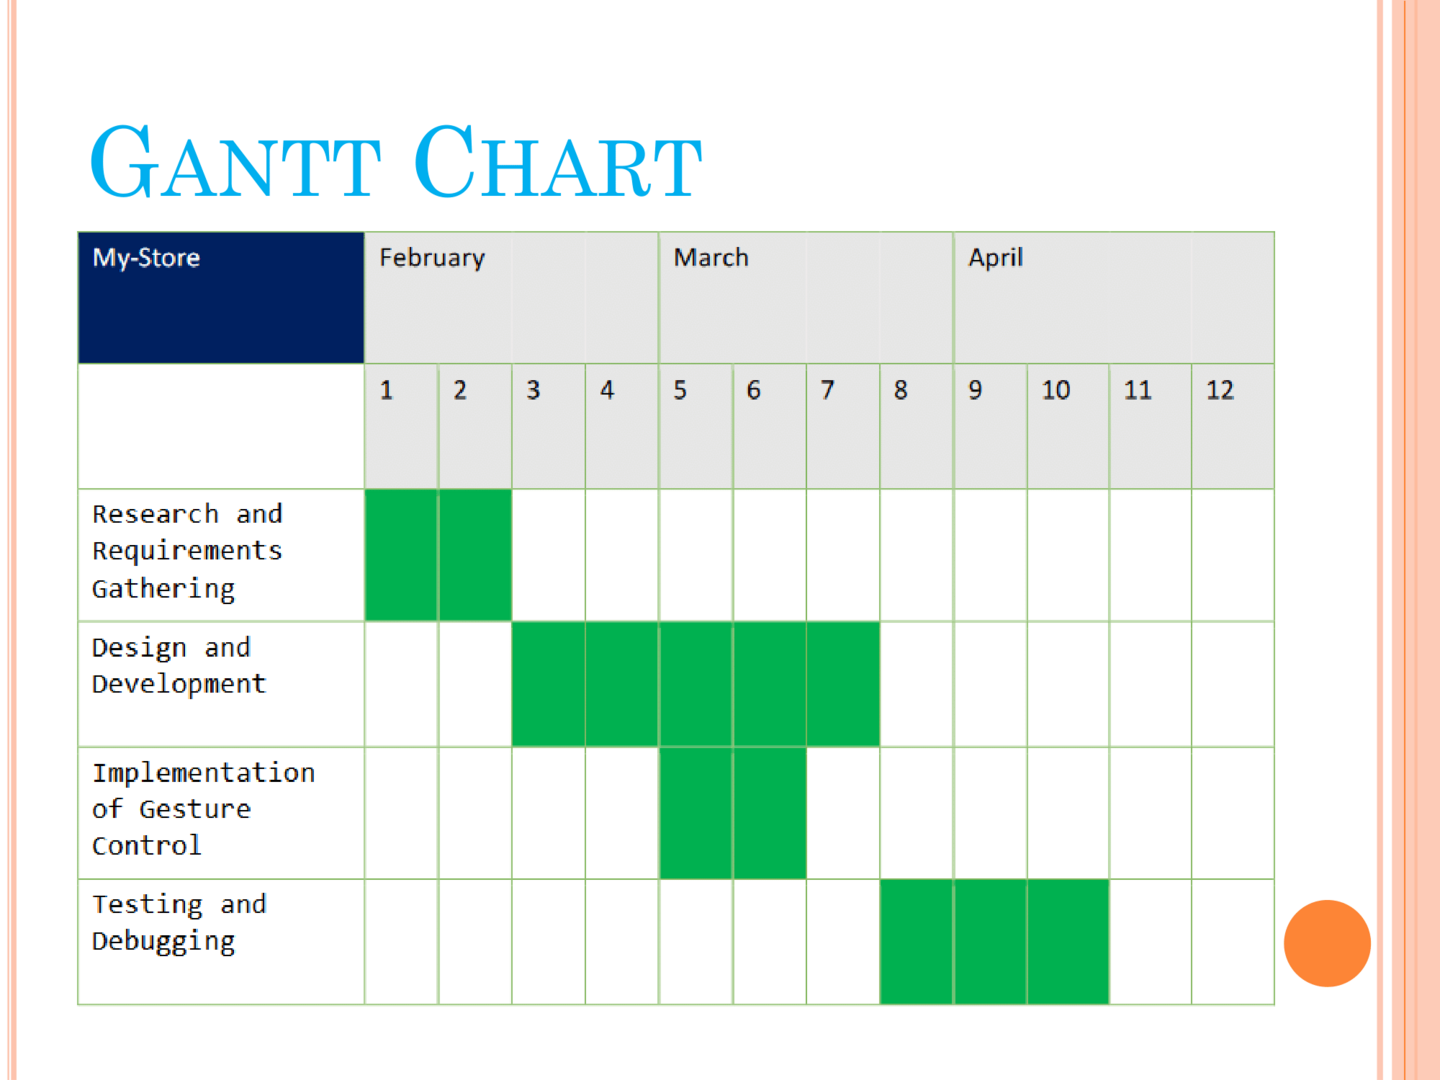 GANTT CHART
My-Store February March April
1 2 3 4 5 6 7 8 9 10 11 12
Research and
Requirements
Gathering
Design and
Development
Implementation
of Gesture
Control
Testing and
Debugging